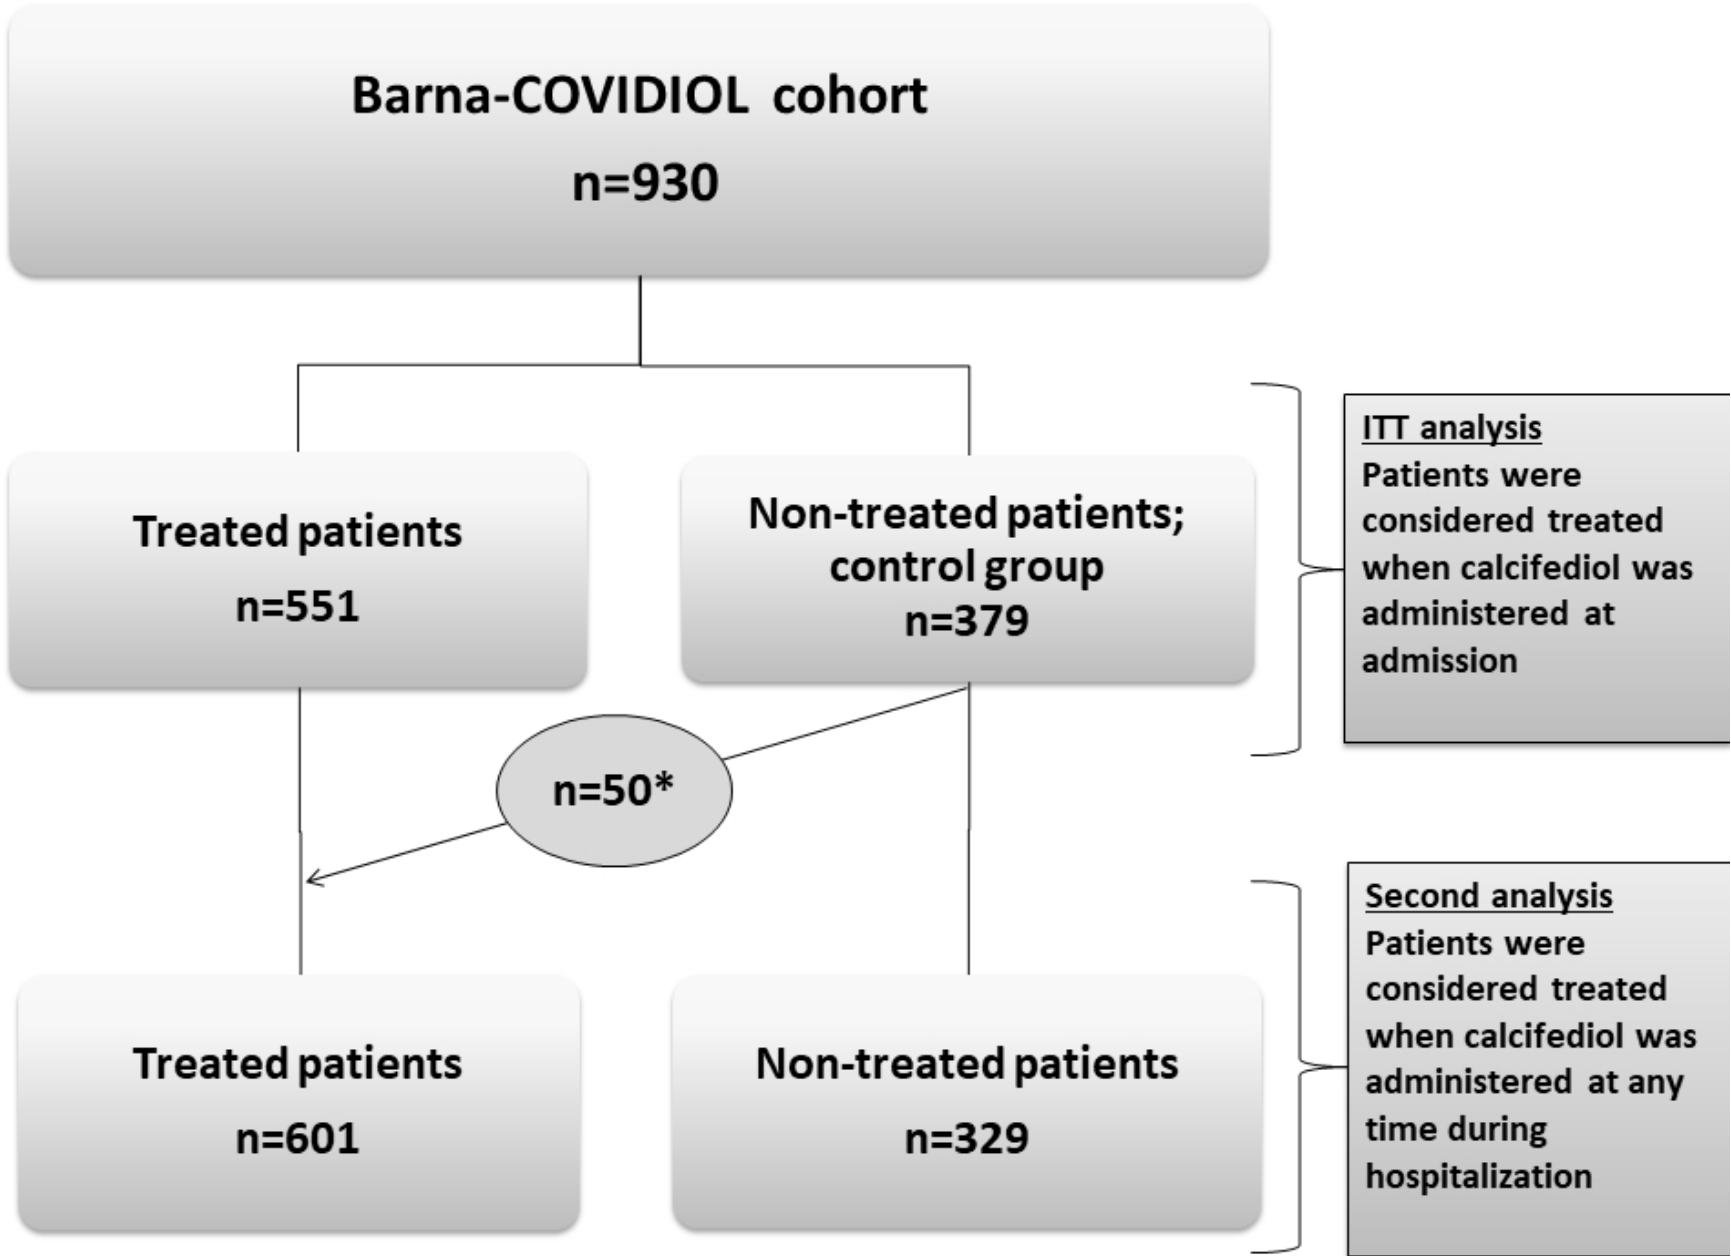 Barna-COVIDIOL cohort
n=930
Treated patients
n=551
Non-treated patients;
control group
n=379
ITT analysis
Patients were
considered treated
when calcifediol was
administered at
admission
n=50*
Treated patients
n=601
Non-treated patients
n=329
Second analysis
Patients were
considered treated
when calcifediol was
administered at any
time during
hospitalization